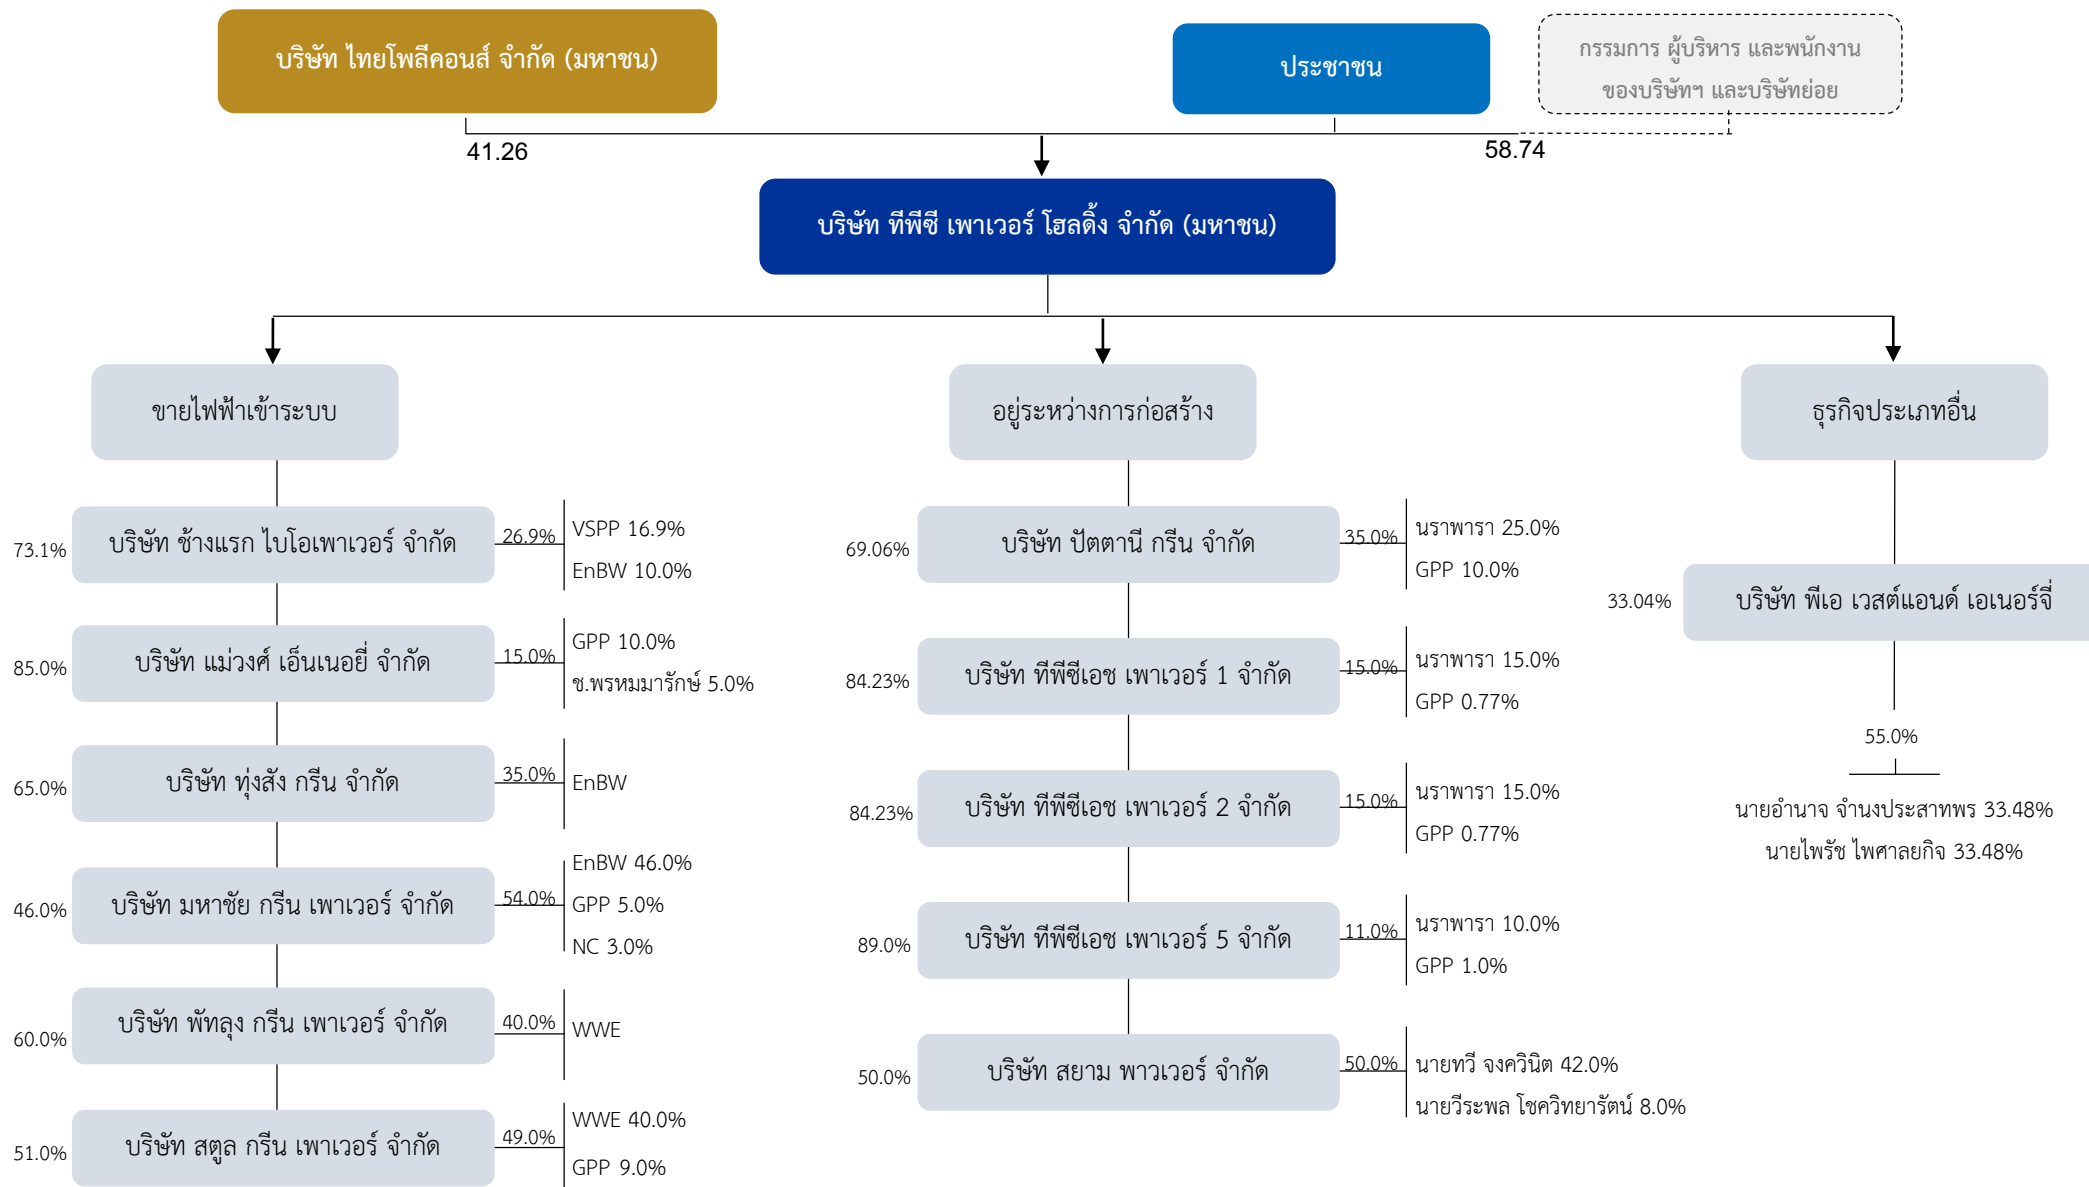 บริษัท ไทยโพลีคอนส์ จำกัด (มหาชน)
ประชาชน
กรรมการ ผู้บริหาร และพนักงาน
ของบริษัทฯ และบริษัทย่อย
41.26
58.74
บริษัท ทีพีซี เพาเวอร์ โฮลดิ้ง จำกัด (มหาชน)
ขายไฟฟ้าเข้าระบบ
73.1%
บริษัท ช้างแรก ไบโอเพาเวอร์ จำกัด
26.9%
VSPP 16.9%
EnBW 10.0%
85.0%
บริษัท แม่วงศ์ เอ็นเนอยี่ จำกัด
15.0%
GPP 10.0%
ช.พรหมมารักษ์ 5.0%
65.0%
บริษัท ทุ่งสัง กรีน จำกัด
35.0%
EnBW
46.0%
บริษัท มหาชัย กรีน เพาเวอร์ จำกัด
54.0%
EnBW 46.0%
GPP 5.0%
NC 3.0%
60.0%
บริษัท พัทลุง กรีน เพาเวอร์ จำกัด
40.0%
WWE
51.0%
บริษัท สตูล กรีน เพาเวอร์ จำกัด
49.0%
WWE 40.0%
GPP 9.0%
อยู่ระหว่างการก่อสร้าง
69.06%
บริษัท ปัตตานี กรีน จำกัด
35.0%
นราพารา 25.0%
GPP 10.0%
84.23%
บริษัท ทีพีซีเอช เพาเวอร์ 1 จำกัด
15.0%
นราพารา 15.0%
GPP 0.77%
84.23%
บริษัท ทีพีซีเอช เพาเวอร์ 2 จำกัด
15.0%
นราพารา 15.0%
GPP 0.77%
89.0%
บริษัท ทีพีซีเอช เพาเวอร์ 5 จำกัด
11.0%
นราพารา 10.0%
GPP 1.0%
50.0%
บริษัท สยาม พาวเวอร์ จำกัด
50.0%
นายทวี จงควินิต 42.0%
นายวีระพล โชควิทยารัตน์ 8.0%
ธุรกิจประเภทอื่น
33.04%
บริษัท พีเอ เวสต์แอนด์ เอเนอร์จี่
55.0%
นายอำนาจ จำนงประสาทพร 33.48%
นายไพรัช ไพศาลยกิจ 33.48%